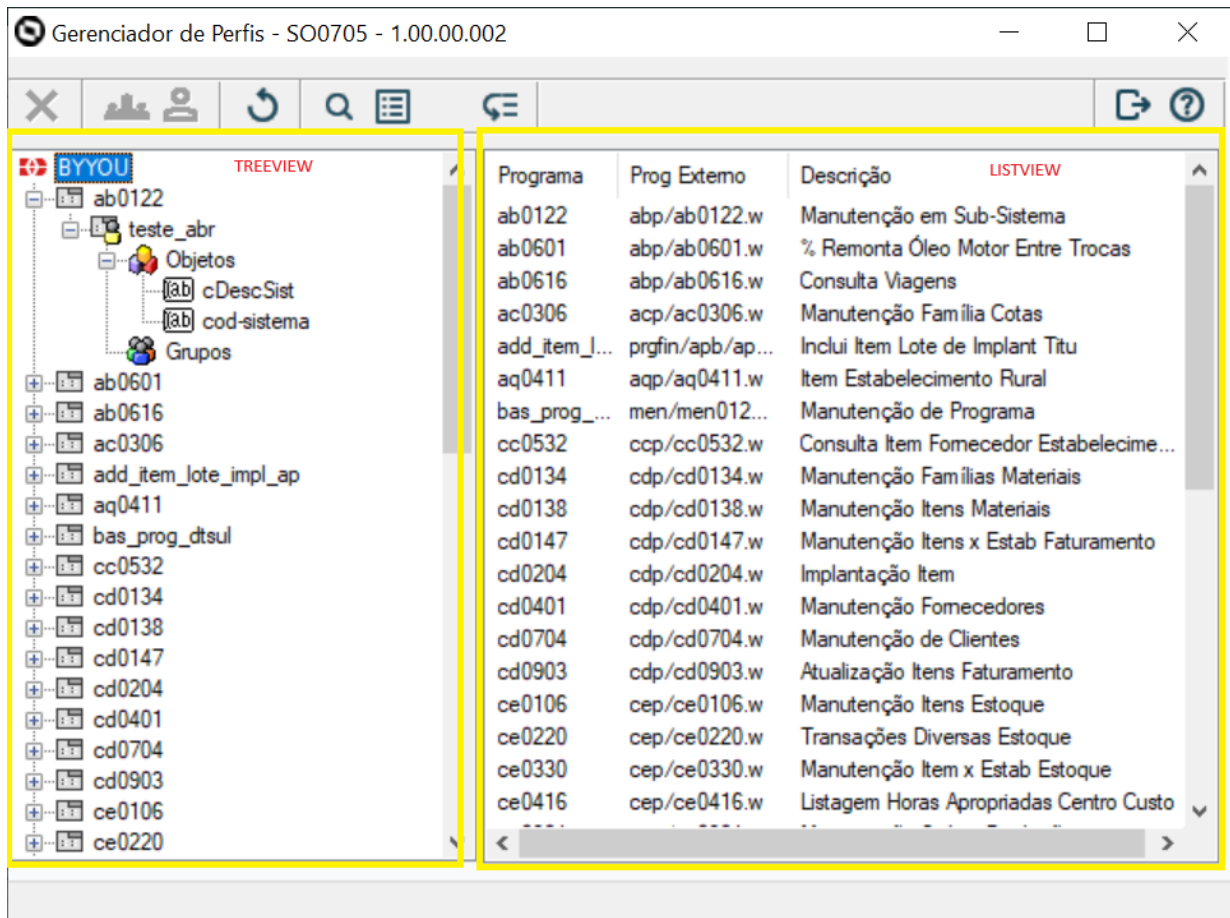 Gerenciador de Perfis - SO0705 - 1.00.00.002
BYYOU
TREEVIEW
ab0122
teste_abr
Objetos
cDescSist
cod-sistema
Grupos
ab0601
ab0616
ac0306
add_item_lote_impl_ap
aq0411
bas_prog_dtsul
cc0532
cd0134
cd0138
cd0147
cd0204
cd0401
cd0704
cd0903
ce0106
ce0220
LISTVIEW
Programa Prog Externo Descrição
ab0122 abp/ab0122.w Manutenção em Sub-Sistema
ab0601 abp/ab0601.w % Remonta Óleo Motor Entre Trocas
ab0616 abp/ab0616.w Consulta Viagens
ac0306 acp/ac0306.w Manutenção Família Cotas
add_item_l... prgfin/apb/ap... Inclui Item Lote de Implant Titu
aq0411 aqp/aq0411.w Item Estabelecimento Rural
bas_prog_... men/men012... Manutenção de Programa
cc0532 ccp/cc0532.w Consulta Item Fornecedor Estabelecime...
cd0134 cdp/cd0134.w Manutenção Famílias Materiais
cd0138 cdp/cd0138.w Manutenção Itens Materiais
cd0147 cdp/cd0147.w Manutenção Itens x Estab Faturamento
cd0204 cdp/cd0204.w Implantação Item
cd0401 cdp/cd0401.w Manutenção Fornecedores
cd0704 cdp/cd0704.w Manutenção de Clientes
cd0903 cdp/cd0903.w Atualização Itens Faturamento
ce0106 cep/ce0106.w Manutenção Itens Estoque
ce0220 cep/ce0220.w Transações Diversas Estoque
ce0330 cep/ce0330.w Manutenção Item x Estab Estoque
ce0416 cep/ce0416.w Listagem Horas Apropriadas Centro Custo